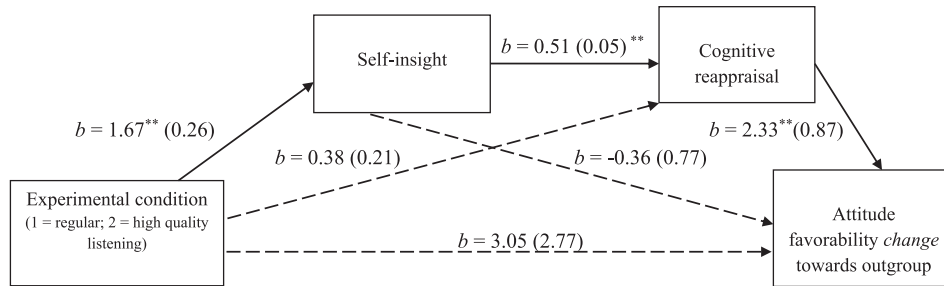 Self-insight
b = 0.51 (0.05) **
Cognitive
reappraisal
b = 1.67** (0.26)
b = 2.33**(0.87)
b = 0.38 (0.21)
b = -0.36 (0.77)
Experimental condition
(1 = regular; 2 = high quality
listening)
b = 3.05 (2.77)
Attitude
favorability change
towards outgroup